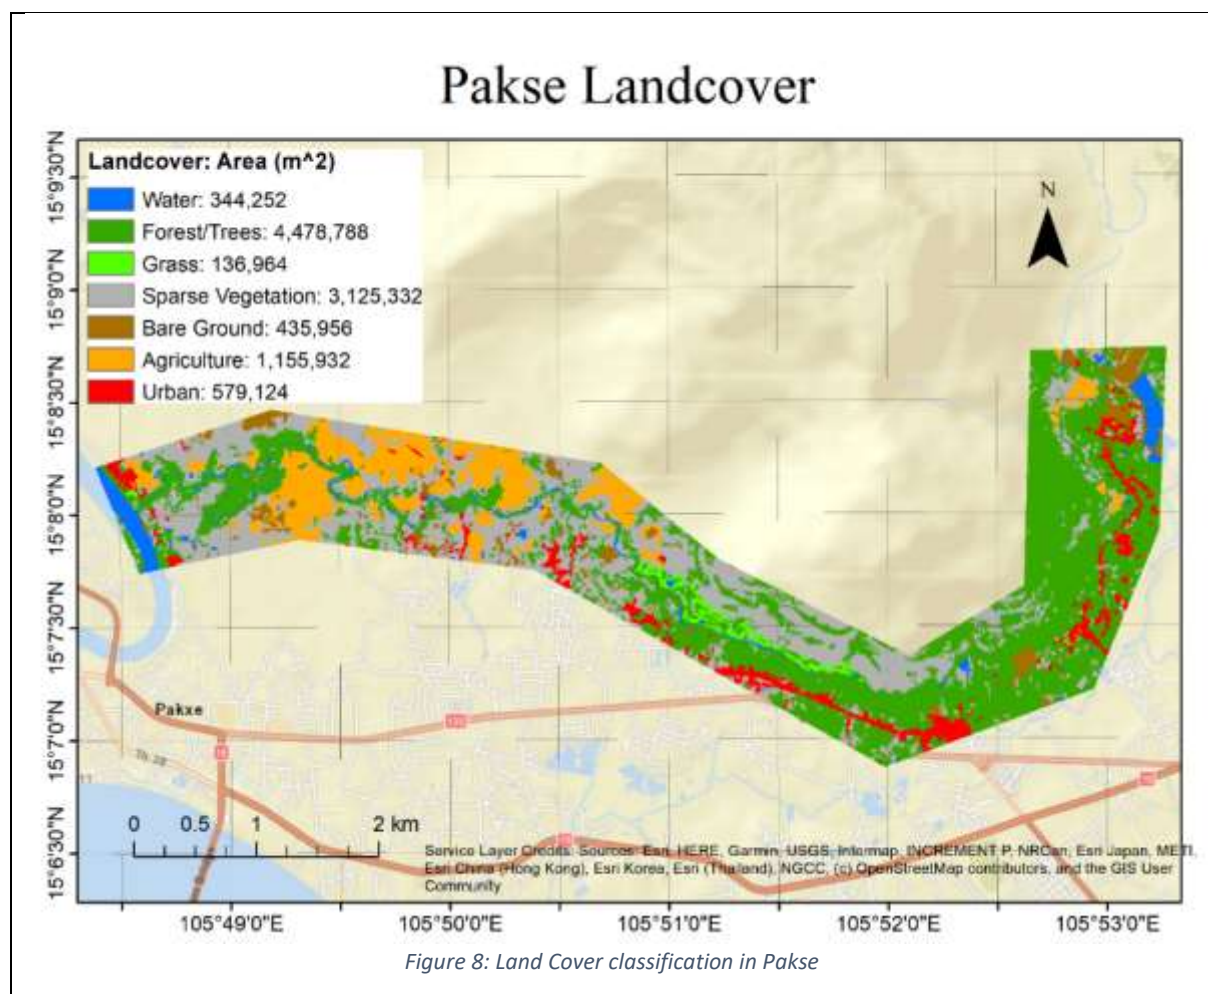 Pakse Landcover
Landcover: Area (m^2)
Water: 344,252
Forest/Trees: 4,478,788
Grass: 136,964
Sparse Vegetation: 3,125,332
Bare Ground: 435,956
Agriculture: 1,155,932
Urban: 579,124
N
15°9'30"N
15°9'0"N
15°8'30"N
15°8'0"N
15°7'30"N
15°7'0"N
15°6'30"N
Pakxe
Th 38
11
0 0.5 1 2 km
Service Layer Credits: Sources: Esri, HERE, Garmin, USGS, Intermap, INCREMENT P, NRCan, Esri Japan, METI,
Esri China (Hong Kong), Esri Korea, Esri (Thailand), NGCC, (c) OpenStreetMap contributors, and the GIS User
Community
105°49'0"E 105°50'0"E 105°51'0"E 105°52'0"E 105°53'0"E
Figure 8: Land Cover classification in Pakse